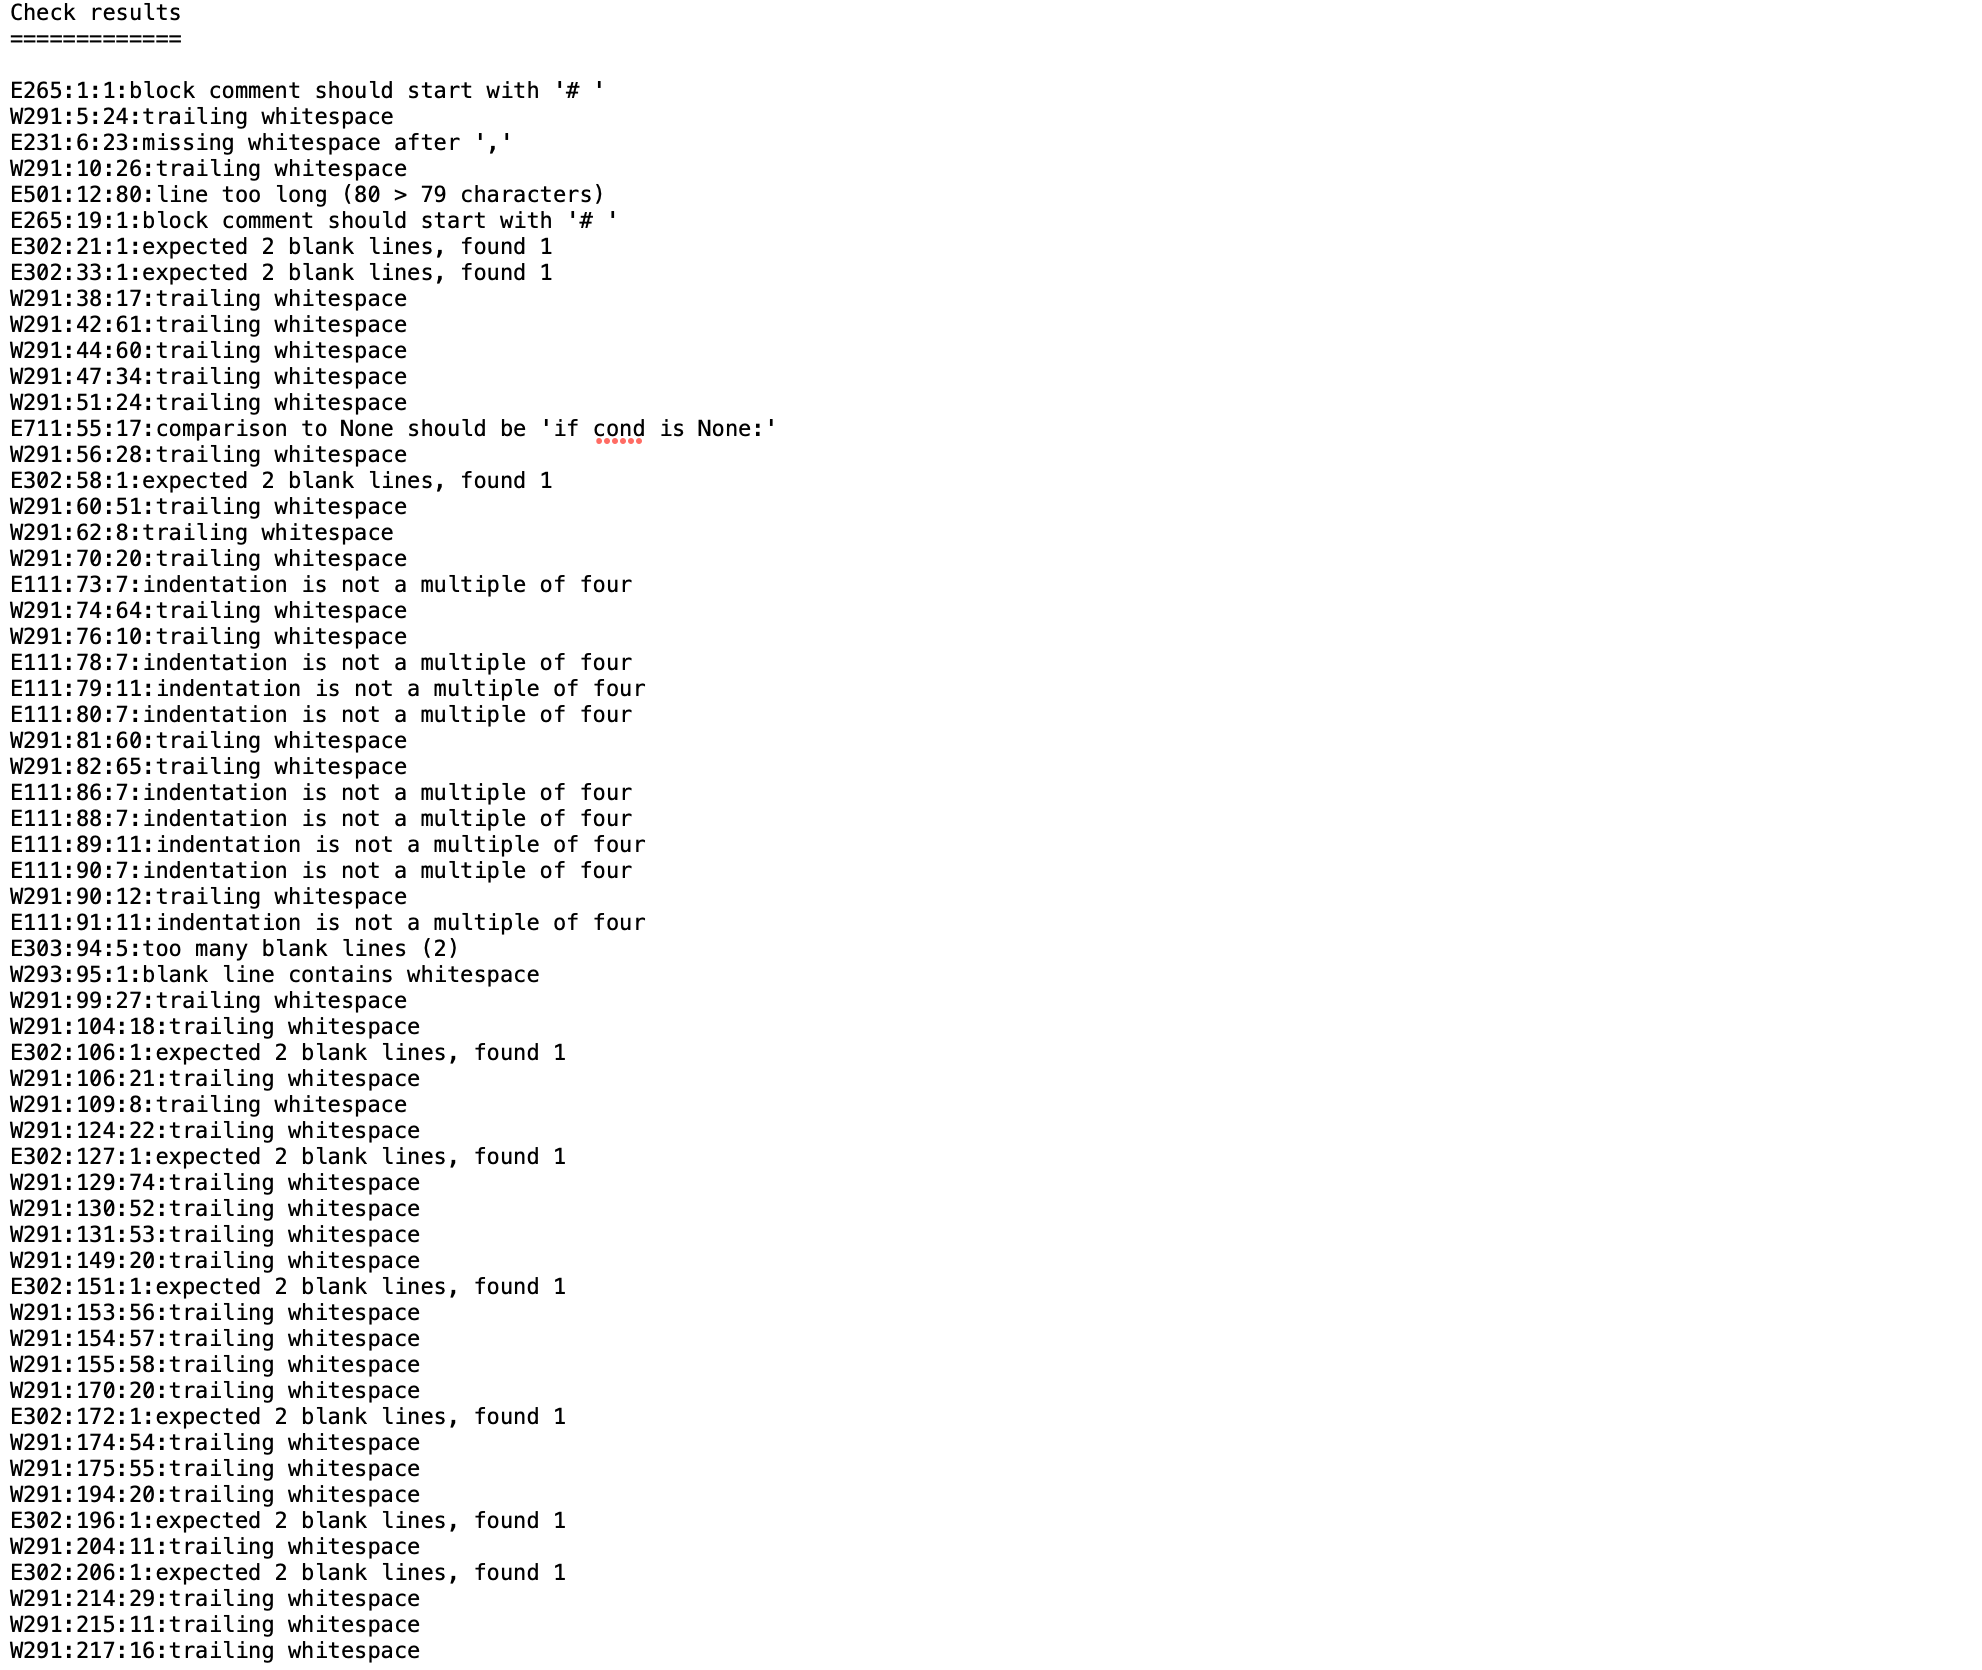 Check results
=============

E265:1:1:block comment should start with '# '
W291:5:24:trailing whitespace
E231:6:23:missing whitespace after ','
W291:10:26:trailing whitespace
E501:12:80:line too long (80 > 79 characters)
E265:19:1:block comment should start with '# '
E302:21:1:expected 2 blank lines, found 1
E302:33:1:expected 2 blank lines, found 1
W291:38:17:trailing whitespace
W291:42:61:trailing whitespace
W291:44:60:trailing whitespace
W291:47:34:trailing whitespace
W291:51:24:trailing whitespace
E711:55:17:comparison to None should be 'if cond is None:'
W291:56:28:trailing whitespace
E302:58:1:expected 2 blank lines, found 1
W291:60:51:trailing whitespace
W291:62:8:trailing whitespace
W291:70:20:trailing whitespace
E111:73:7:indentation is not a multiple of four
W291:74:64:trailing whitespace
W291:76:10:trailing whitespace
E111:78:7:indentation is not a multiple of four
E111:79:11:indentation is not a multiple of four
E111:80:7:indentation is not a multiple of four
W291:81:60:trailing whitespace
W291:82:65:trailing whitespace
E111:86:7:indentation is not a multiple of four
E111:88:7:indentation is not a multiple of four
E111:89:11:indentation is not a multiple of four
E111:90:7:indentation is not a multiple of four
W291:90:12:trailing whitespace
E111:91:11:indentation is not a multiple of four
E303:94:5:too many blank lines (2)
W293:95:1:blank line contains whitespace
W291:99:27:trailing whitespace
W291:104:18:trailing whitespace
E302:106:1:expected 2 blank lines, found 1
W291:106:21:trailing whitespace
W291:109:8:trailing whitespace
W291:124:22:trailing whitespace
E302:127:1:expected 2 blank lines, found 1
W291:129:74:trailing whitespace
W291:130:52:trailing whitespace
W291:131:53:trailing whitespace
W291:149:20:trailing whitespace
E302:151:1:expected 2 blank lines, found 1
W291:153:56:trailing whitespace
W291:154:57:trailing whitespace
W291:155:58:trailing whitespace
W291:170:20:trailing whitespace
E302:172:1:expected 2 blank lines, found 1
W291:174:54:trailing whitespace
W291:175:55:trailing whitespace
W291:194:20:trailing whitespace
E302:196:1:expected 2 blank lines, found 1
W291:204:11:trailing whitespace
E302:206:1:expected 2 blank lines, found 1
W291:214:29:trailing whitespace
W291:215:11:trailing whitespace
W291:217:16:trailing whitespace